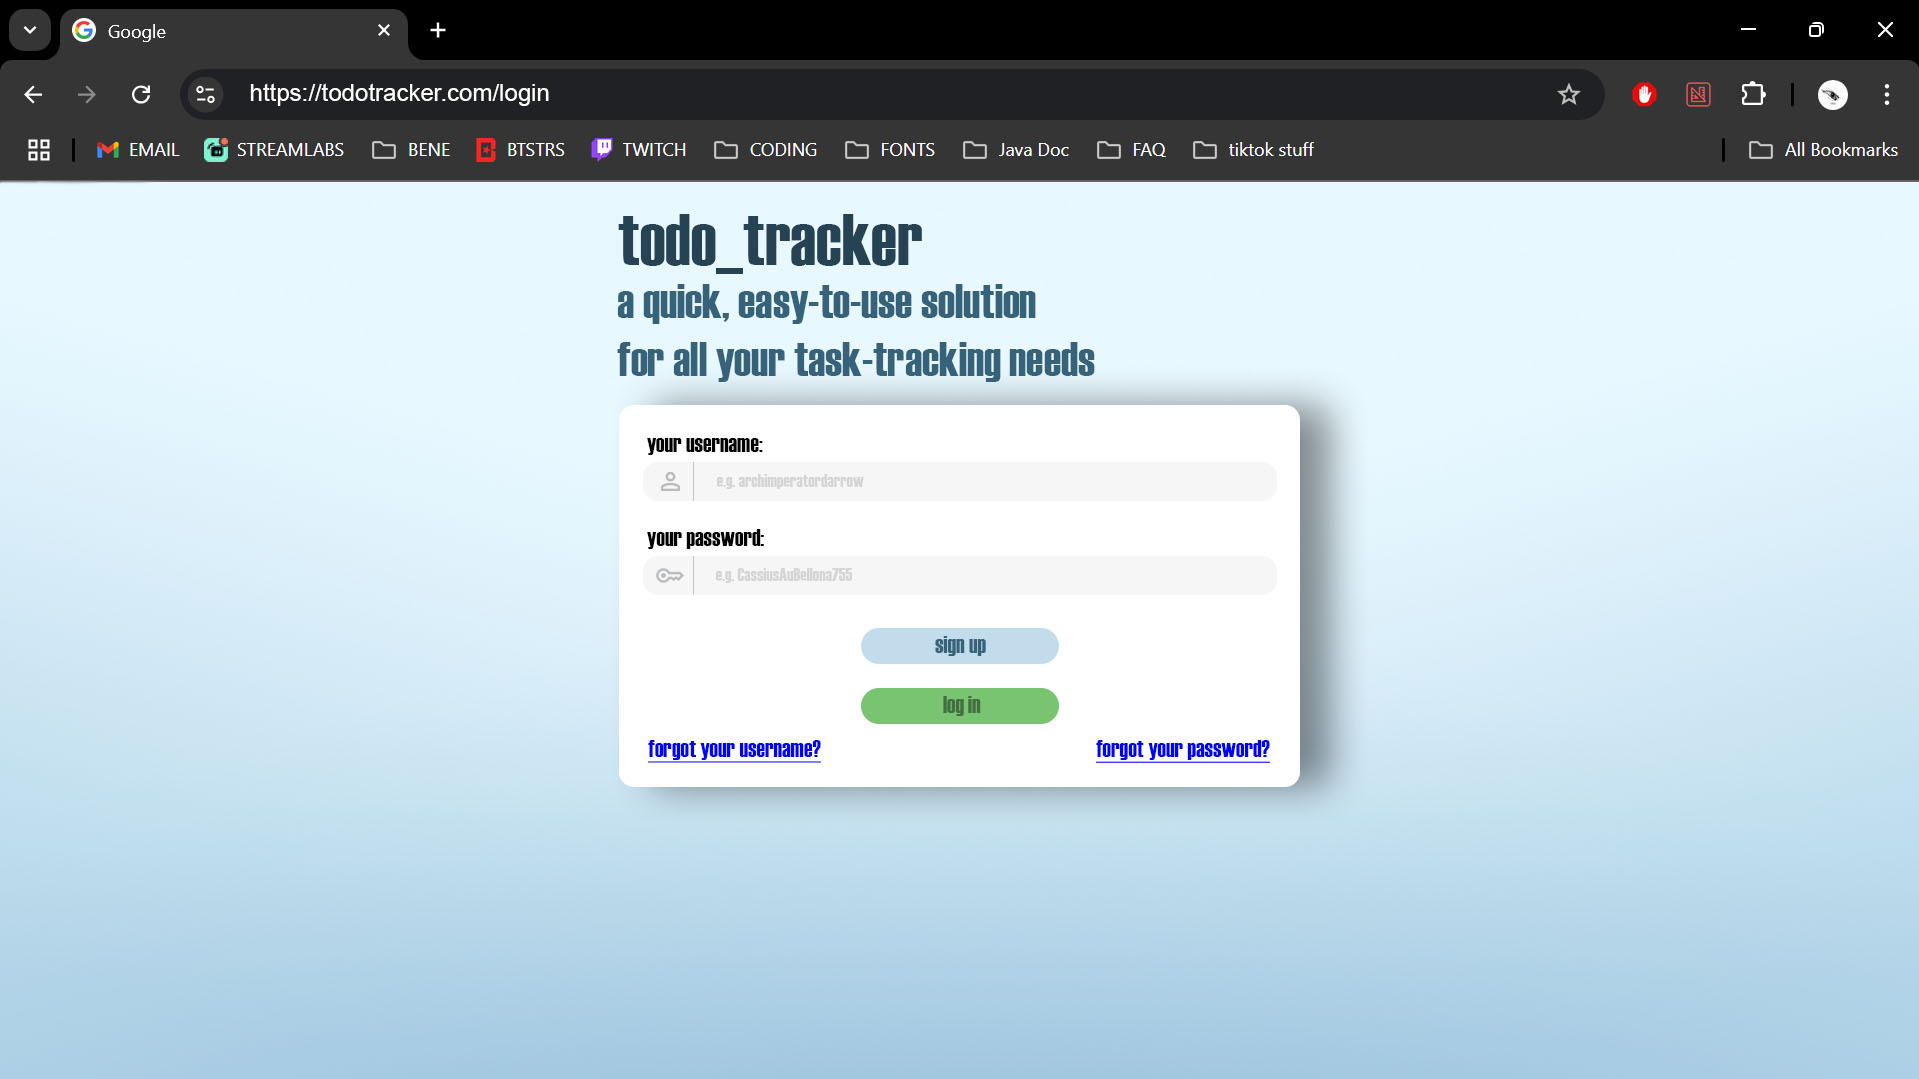 Google
https://todotracker.com/login
EMAIL STREAMLABS BENE BTSTRS TWITCH CODING FONTS Java Doc FAQ tiktok stuff All Bookmarks
todo_tracker
a quick, easy-to-use solution
for all your task-tracking needs
your username:
e.g. archimperatordarrow
your password:
e.g. CassiusAuBellona755
sign up
log in
forgot your username? forgot your password?